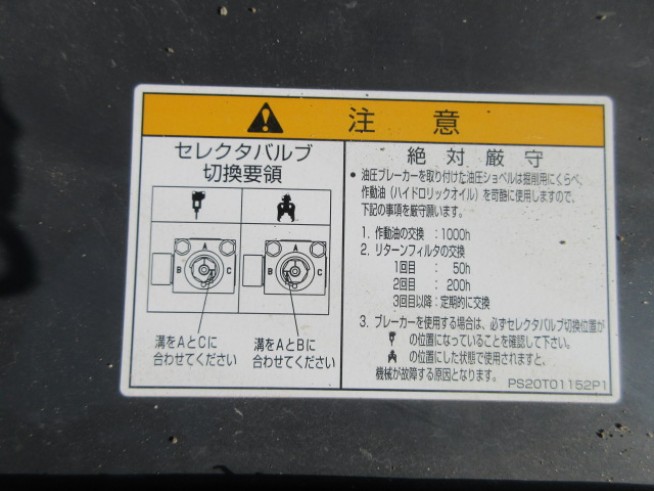 注 意
セレクタバルブ
切換要領
A
B C
A
B C
溝をAとCに
合わせてください
溝をAとBに
合わせてください
絶対厳守
• 油圧ブレーカーを取り付けた油圧ショベルは掘削用にくらべ、
作動油（ハイドロリックオイル）を苛酷に使用しますので、
下記の事項を厳守願います。
1. 作動油の交換 : 1000h
2. リターンフィルタの交換
1回目 : 50h
2回目 : 200h
3回目以降 : 定期的に交換
3. ブレーカーを使用する場合は、必ずセレクタバルブ切換位置が
の位置になっていることを確認して下さい。
の位置にした状態で使用されますと、
機械が故障する原因となります。
PS20T01152P1